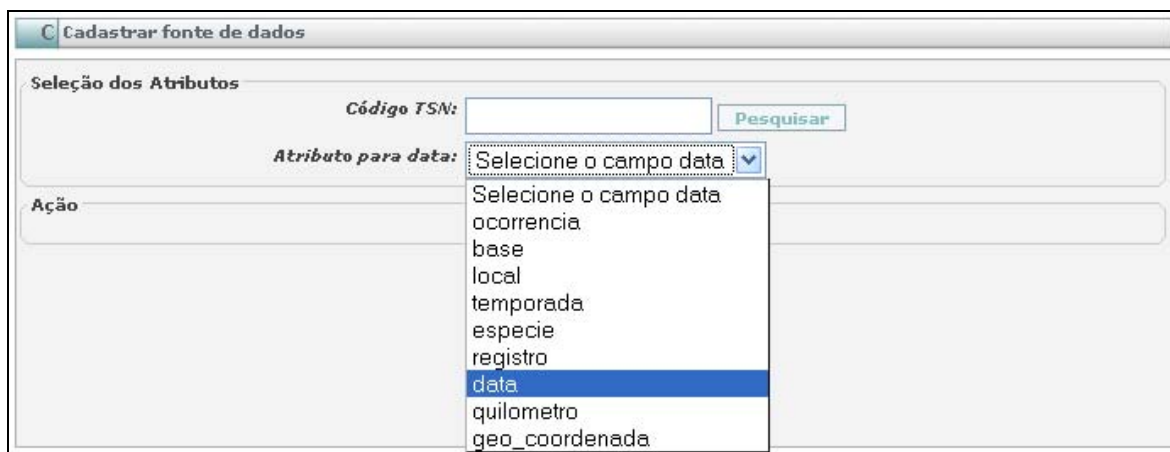 C Cadastrar fonte de dados
Seleção dos Atributos
Código TSN:
Pesquisar
Atributo para data: Selecione o campo data
Selecione o campo data
Ação
ocorrencia
base
local
temporada
especie
registro
data
quilometro
geo_coordenada